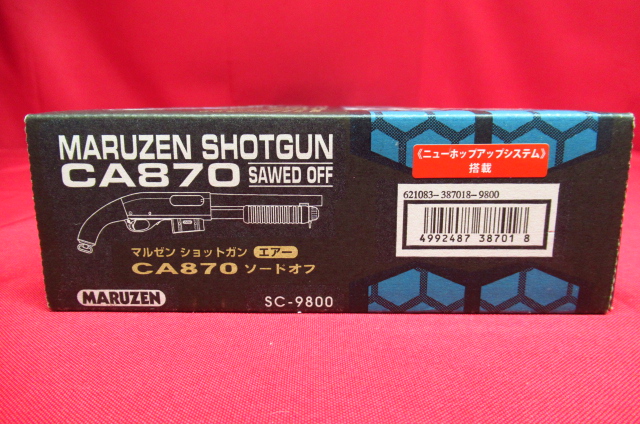 MARUZEN SHOTGUN
CA870 SAWED OFF
マルゼン ショットガン エアー
CA870 ソードオフ
MARUZEN
SC-9800
《ニューホップアップシステム》
搭載
621083-387018-9800
4992487 38701 8